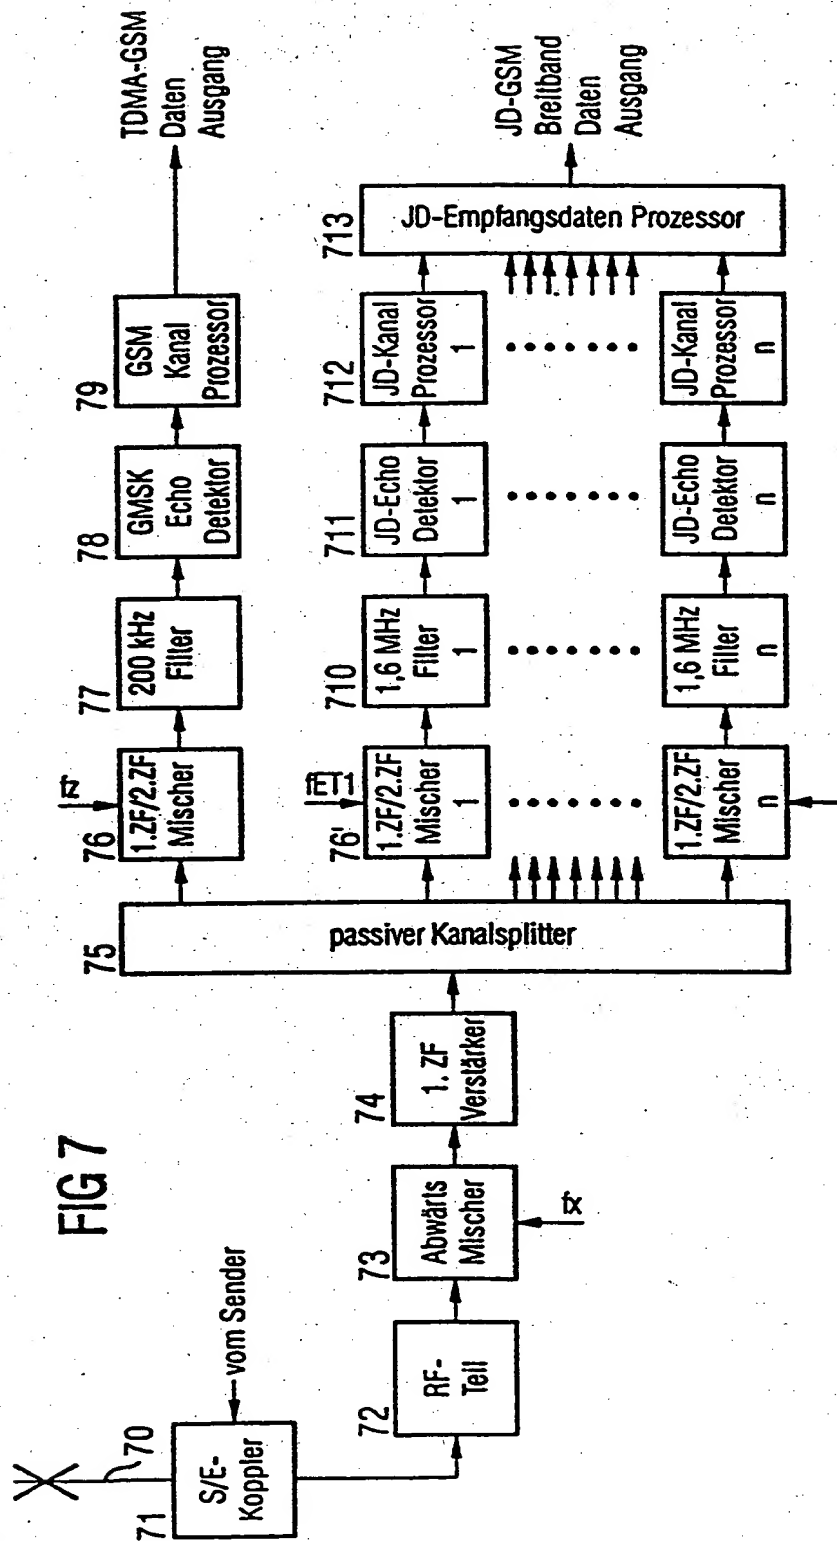 FIG 7
70
71
S/E-
Koppler
vom Sender
72
RF-
Teil
73
Abwärts
Mischer
fx
74
1. ZF
Verstärker
75
passiver Kanalsplitter
76
1.ZF/2.ZF
Mischer
fz
77
200 kHz
Filter
78
GMSK
Echo
Detektor
79
GSM
Kanal
Prozessor
TDMA-GSM
Daten
Ausgang
76'
1.ZF/2.ZF
Mischer
1
fET1
710
1,6 MHz
Filter
1
711
JD-Echo
Detektor
1
712
JD-Kanal
Prozessor
1
713
JD-Empfangsdaten Prozessor
JD-GSM
Breitband
Daten
Ausgang
1.ZF/2.ZF
Mischer
n
1,6 MHz
Filter
n
JD-Echo
Detektor
n
JD-Kanal
Prozessor
n